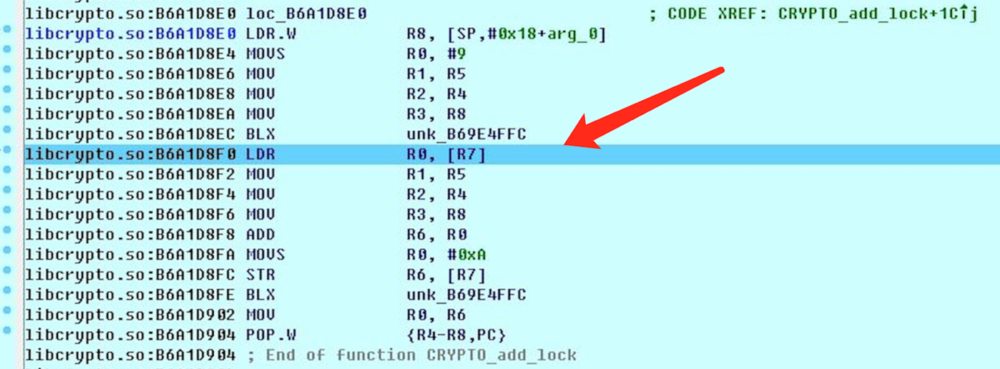 libcrypto.so:B6A1D8E0 loc_B6A1D8E0 ; CODE XREF: CRYPTO_add_lock+1C↑j
libcrypto.so:B6A1D8E0 LDR.W R8, [SP,#0x18+arg_0]
libcrypto.so:B6A1D8E4 MOVS R0, #9
libcrypto.so:B6A1D8E6 MOV R1, R5
libcrypto.so:B6A1D8E8 MOV R2, R4
libcrypto.so:B6A1D8EA MOV R3, R8
libcrypto.so:B6A1D8EC BLX unk_B69E4FFC
libcrypto.so:B6A1D8F0 LDR R0, [R7]
libcrypto.so:B6A1D8F2 MOV R1, R5
libcrypto.so:B6A1D8F4 MOV R2, R4
libcrypto.so:B6A1D8F6 MOV R3, R8
libcrypto.so:B6A1D8F8 ADD R6, R0
libcrypto.so:B6A1D8FA MOVS R0, #0xA
libcrypto.so:B6A1D8FC STR R6, [R7]
libcrypto.so:B6A1D8FE BLX unk_B69E4FFC
libcrypto.so:B6A1D902 MOV R0, R6
libcrypto.so:B6A1D904 POP.W {R4-R8,PC}
libcrypto.so:B6A1D904 ; End of function CRYPTO_add_lock